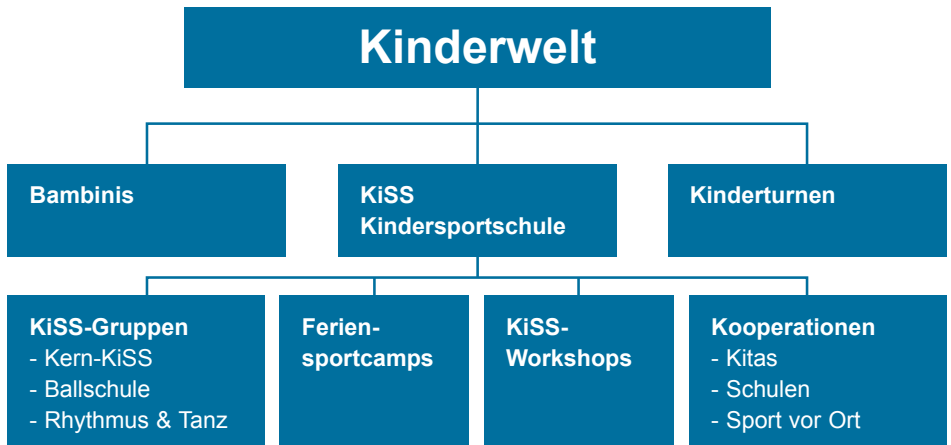 Kinderwelt
Bambinis
KiSS
Kindersportschule
Kinderturnen
KiSS-Gruppen
- Kern-KiSS
- Ballschule
- Rhythmus & Tanz
Ferien-
sportcamps
KiSS-
Workshops
Kooperationen
- Kitas
- Schulen
- Sport vor Ort